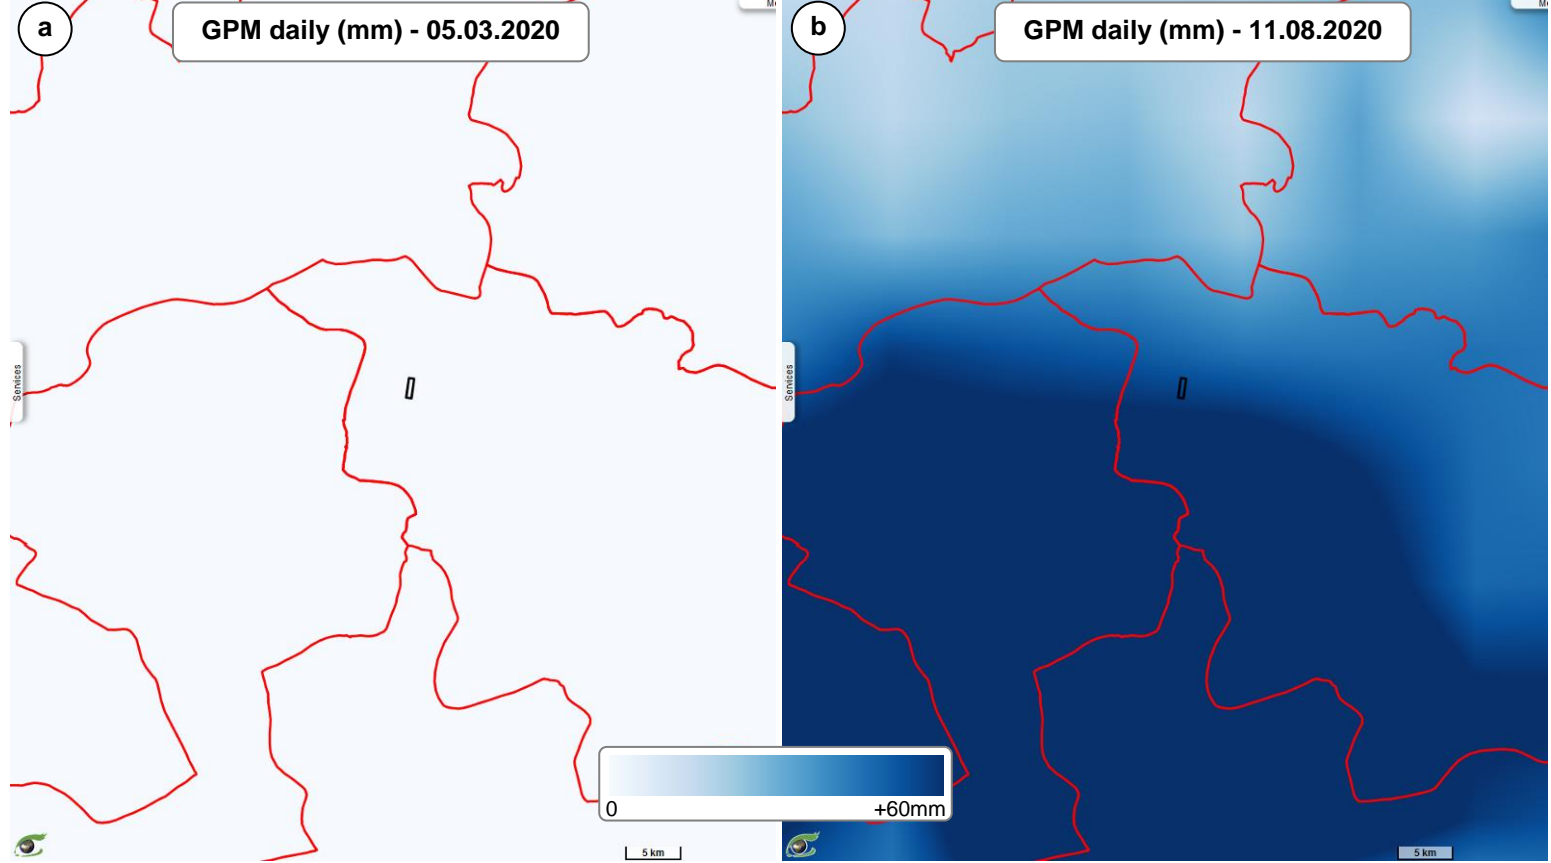 a
GPM daily (mm) - 05.03.2020
b
GPM daily (mm) - 11.08.2020
Services
Services
0
+60mm
5 km
5 km